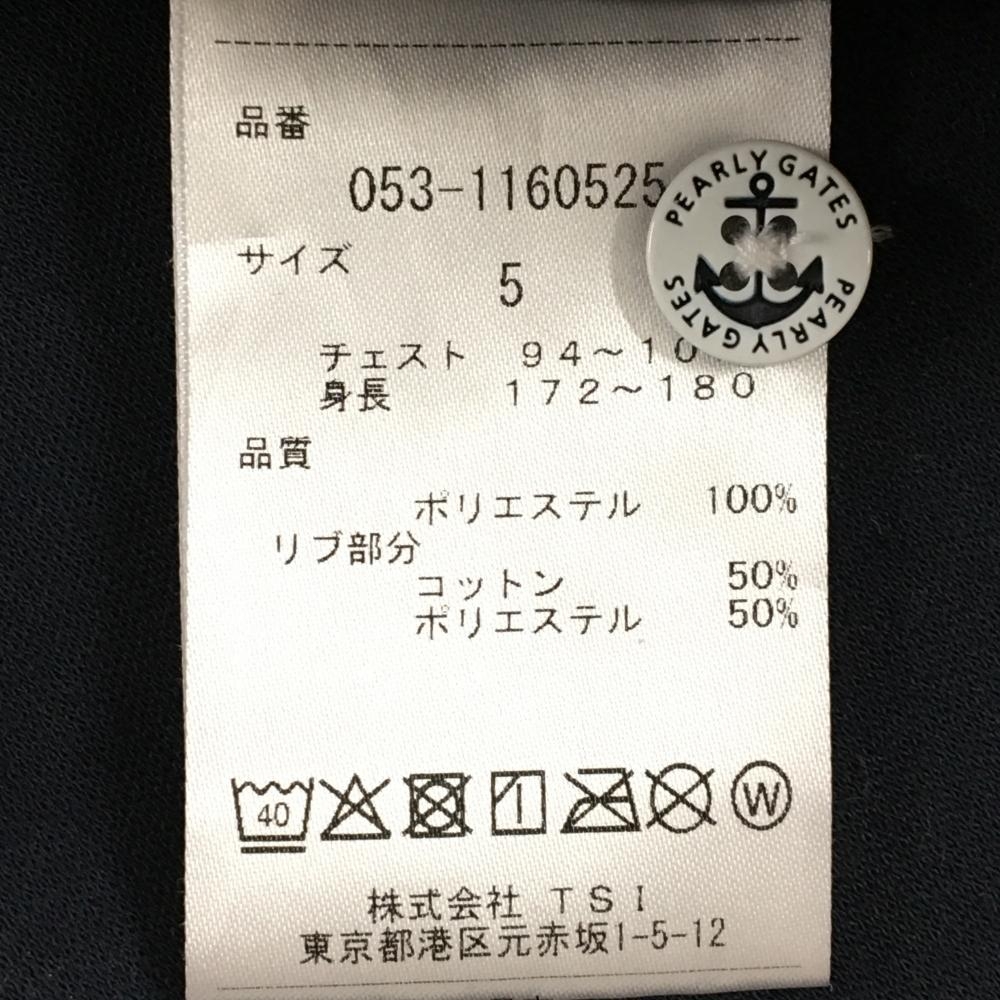 品番
053-1160525
PEARLY GATES
PEARLY GATES
サイズ
5
チェスト 94～10
身長 172～180
品質
ポリエステル 100%
リブ部分
コットン 50%
ポリエステル 50%
40
W
株式会社 TSI
東京都港区元赤坂1-5-12